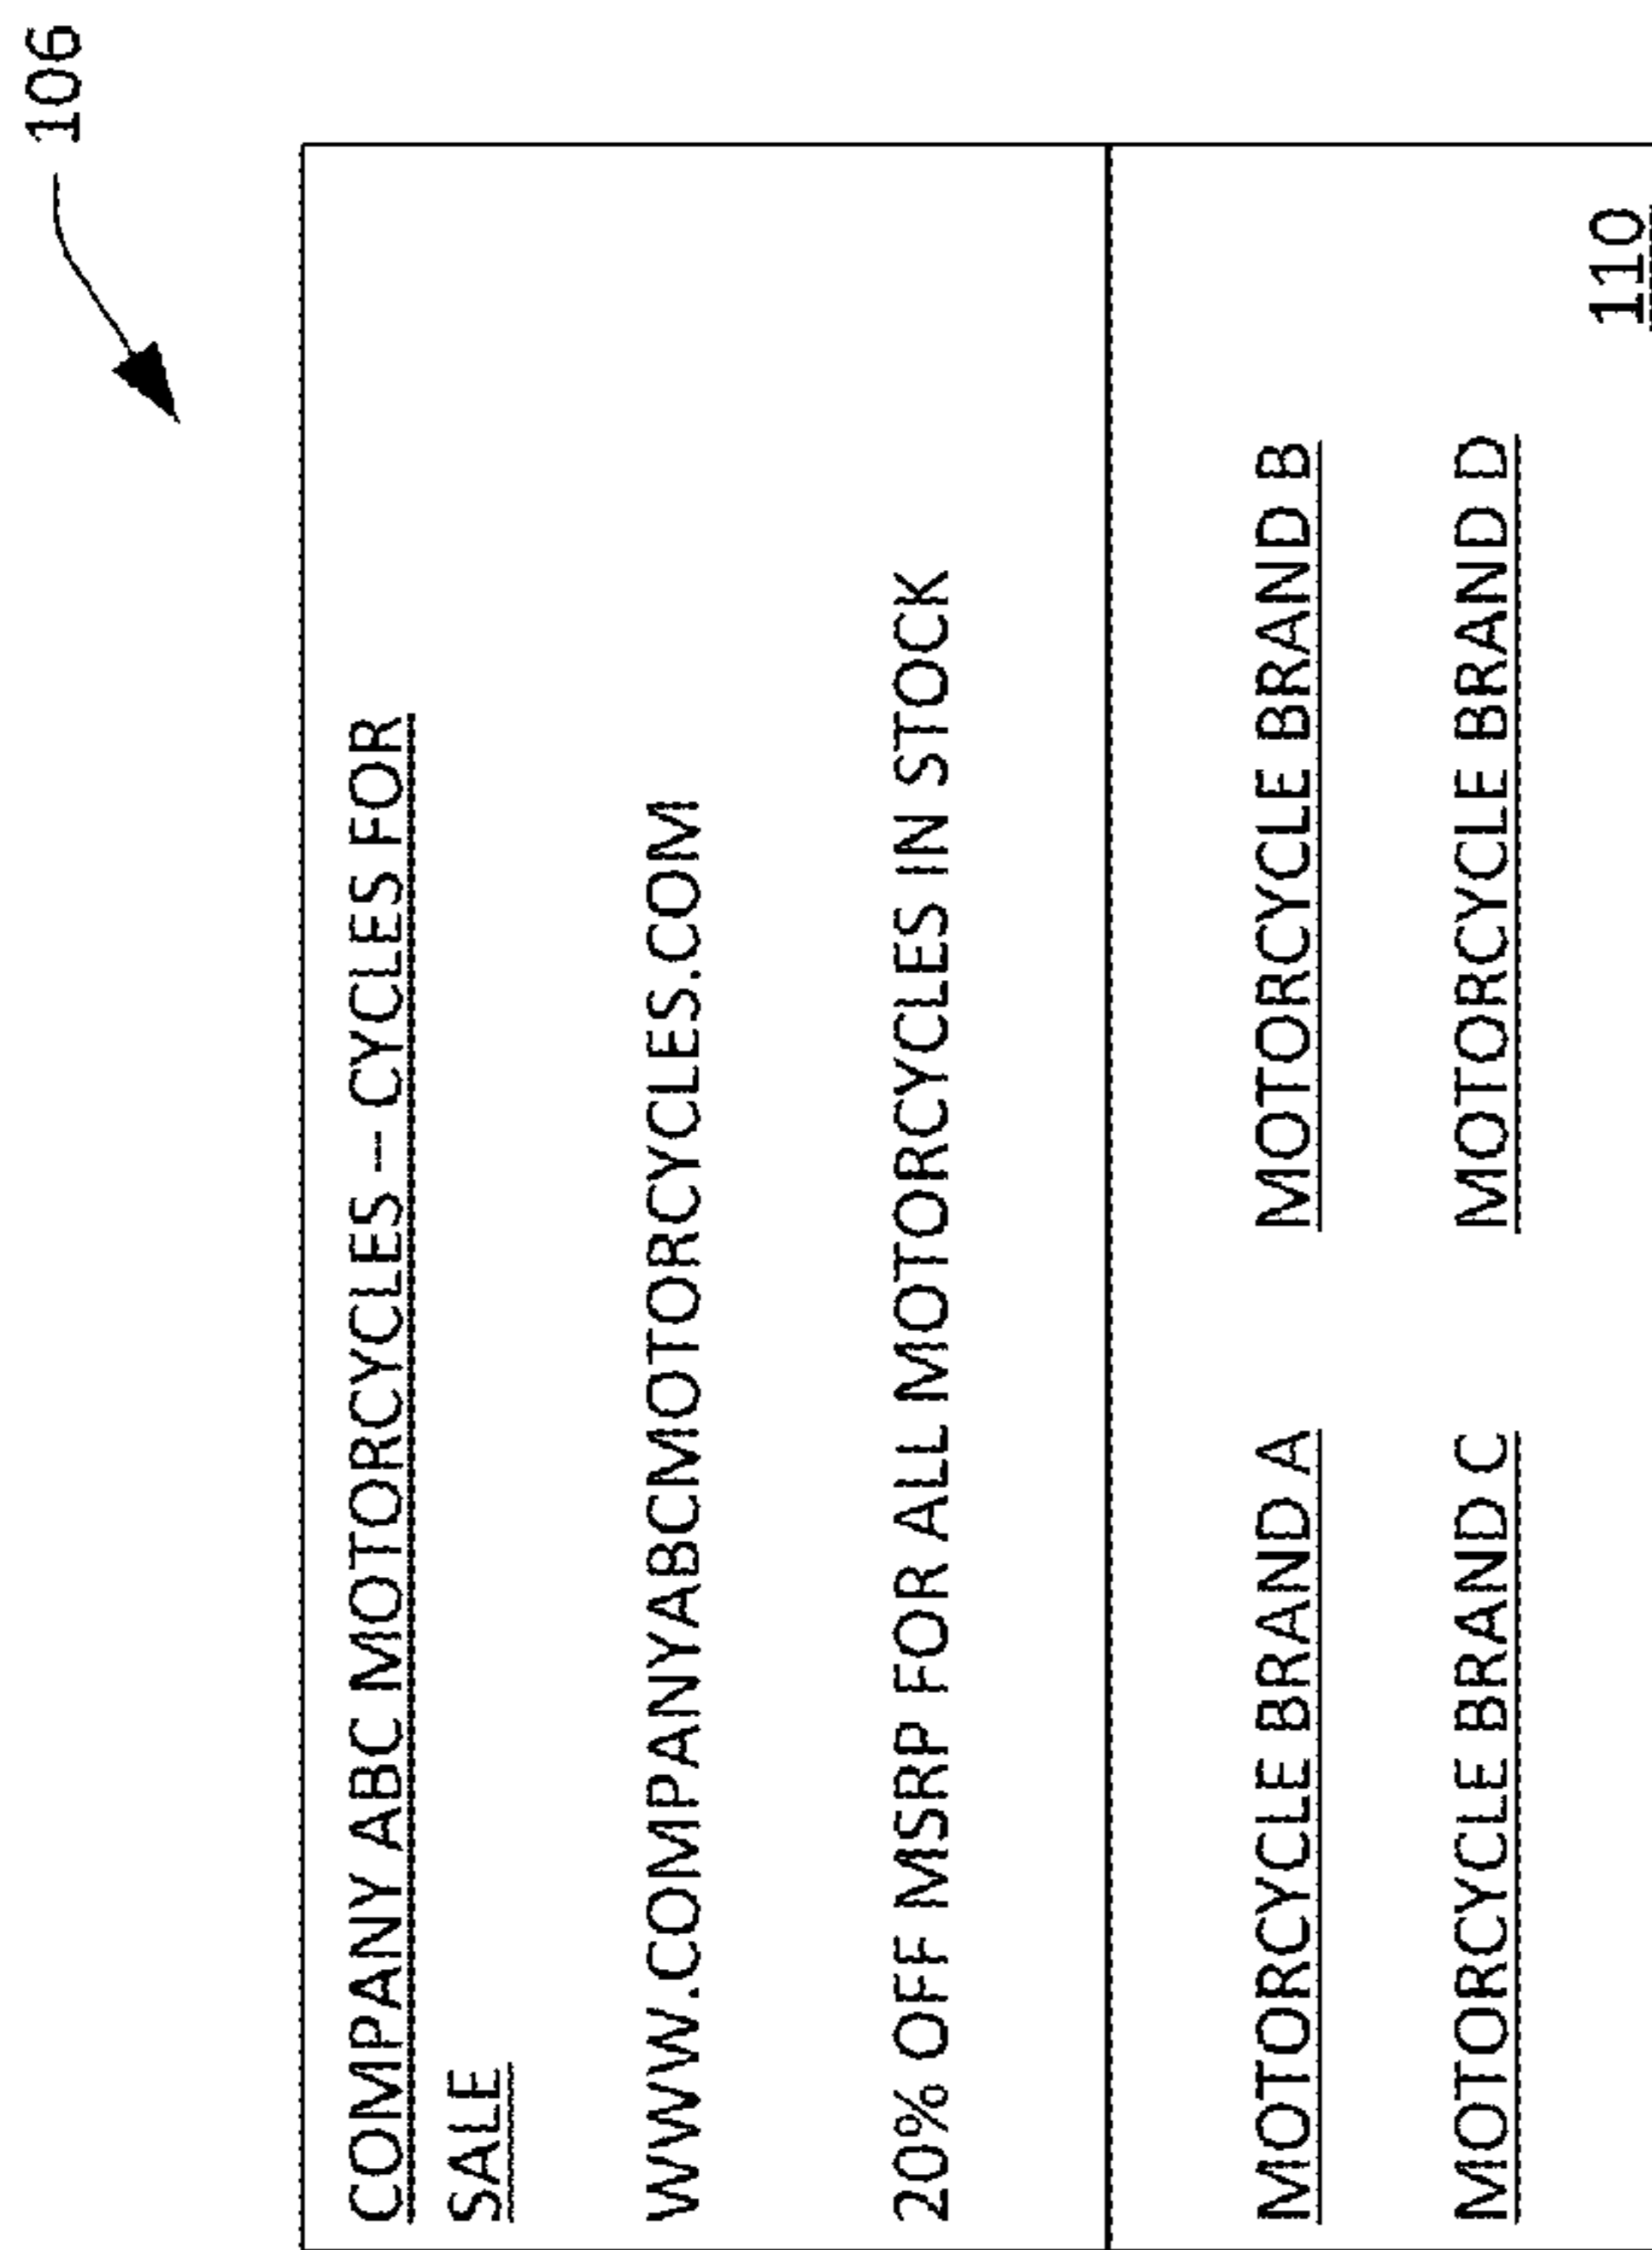 106
COMPANY ABC MOTORCYCLES – CYCLES FOR
SALE
WWW.COMPANYABCMOTORCYCLES.COM
20% OFF MSRP FOR ALL MOTORCYCLES IN STOCK
MOTORCYCLE BRAND A MOTORCYCLE BRAND B
MOTORCYCLE BRAND C MOTORCYCLE BRAND D
110